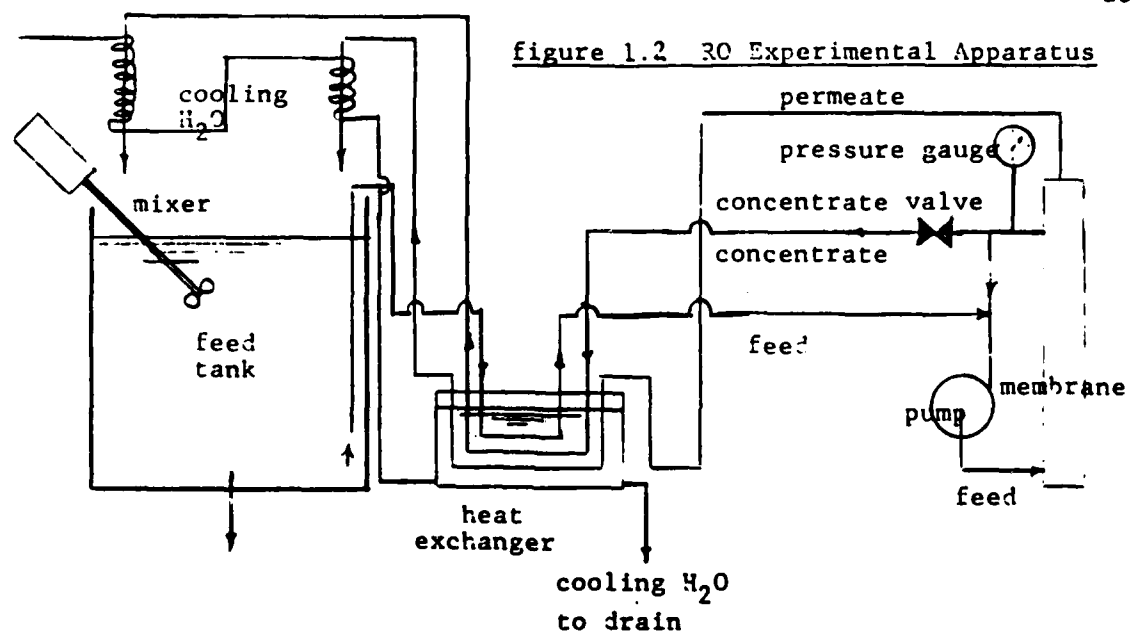 figure 1.2 RO Experimental Apparatus
cooling
H₂O
permeate
pressure gauge
mixer
concentrate valve
concentrate
feed
tank
feed
membrane
pump
feed
heat
exchanger
cooling H₂O
to drain